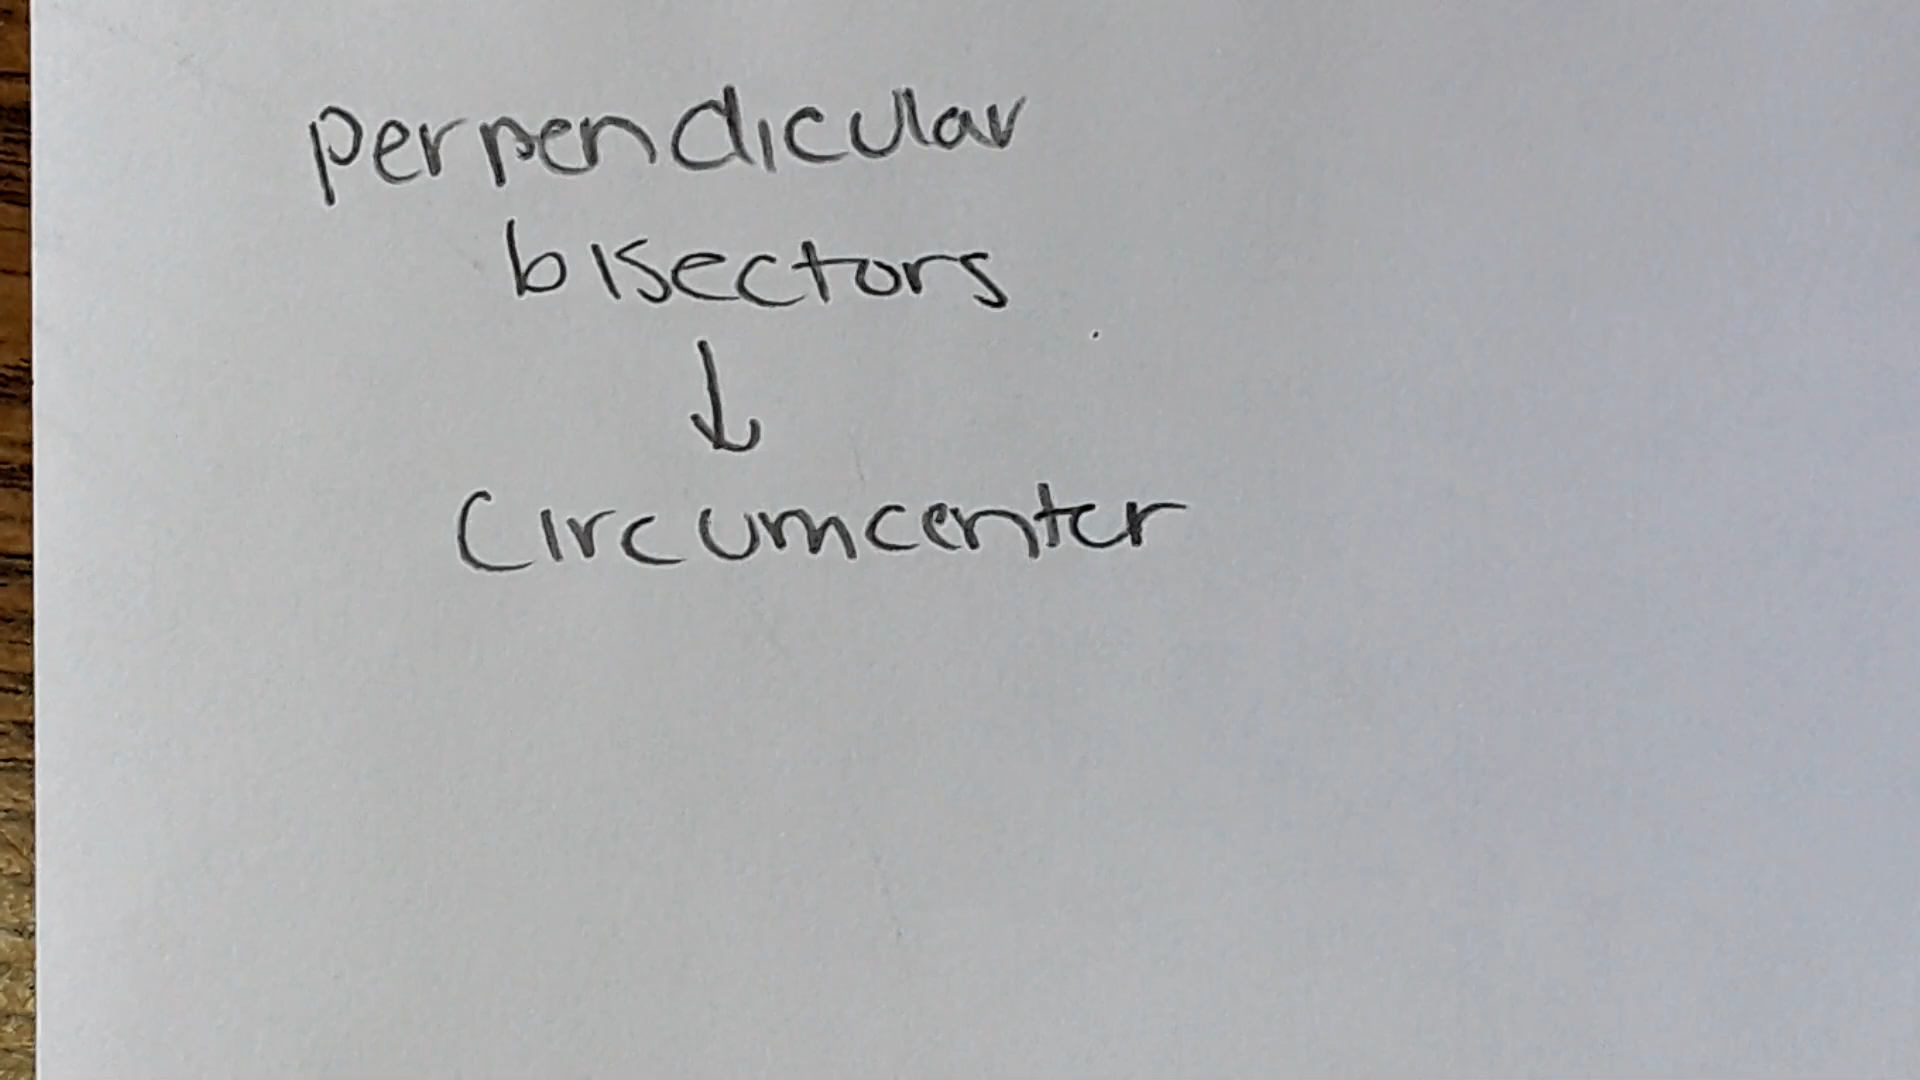 perpendicular
bisectors
↓
Circumcenter